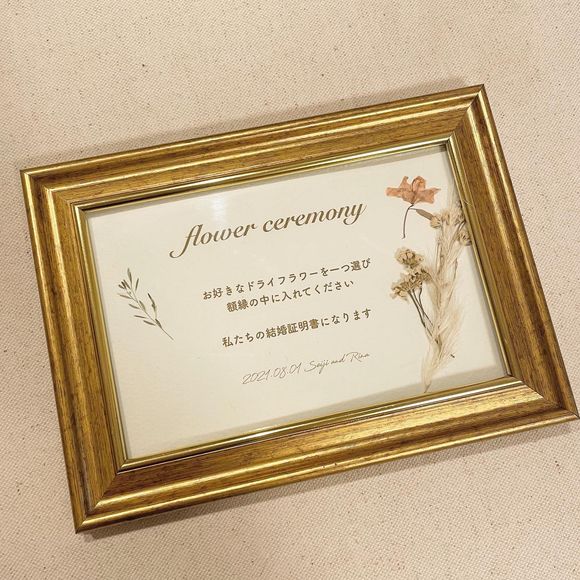 flower ceremony
お好きなドライフラワーを一つ選び
額縁の中に入れてください
私たちの結婚証明書になります
2021.08.01 Seiji and Rina